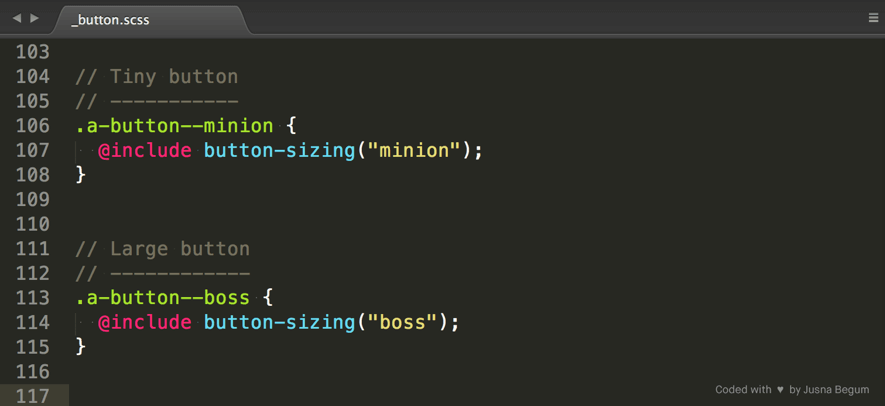 _button.scss
103
104 // Tiny button
105 // -----------
106 .a-button--minion {
107 @include button-sizing("minion");
108 }
109
110
111 // Large button
112 // ------------
113 .a-button--boss {
114 @include button-sizing("boss");
115 }
116
117
Coded with ♥ by Jusna Begum